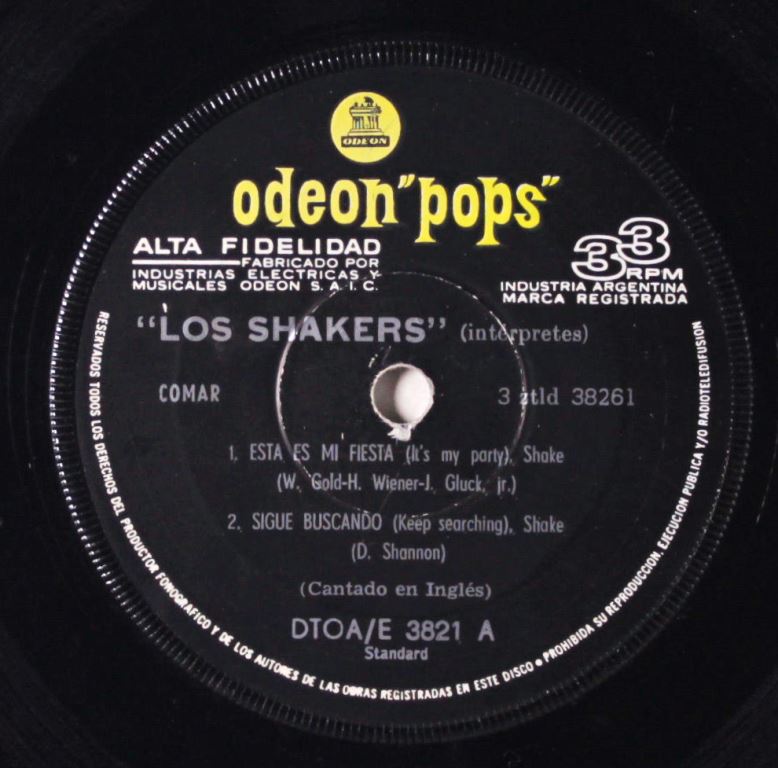 ODEON
odeon "pops"
ALTA FIDELIDAD
FABRICADO POR
INDUSTRIAS ELECTRICAS Y
MUSICALES ODEON S. A. I. C.
33
RPM
INDUSTRIA ARGENTINA
MARCA REGISTRADA
"LOS SHAKERS" (intérpretes)
COMAR
3 ztld 38261
1. ESTA ES MI FIESTA (It's my party). Shake
(W. Gold-H. Wiener-J. Gluck, jr.)
2. SIGUE BUSCANDO (Keep searching). Shake
(D. Shannon)
(Cantado en Inglés)
DTOA/E 3821 A
Standard
RESERVADOS TODOS LOS DERECHOS DEL PRODUCTOR FONOGRAFICO Y DE LOS AUTORES DE LAS OBRAS REGISTRADAS EN ESTE DISCO • PROHIBIDA SU REPRODUCCION, EJECUCION PUBLICA Y/O RADIOTELEDIFUSION